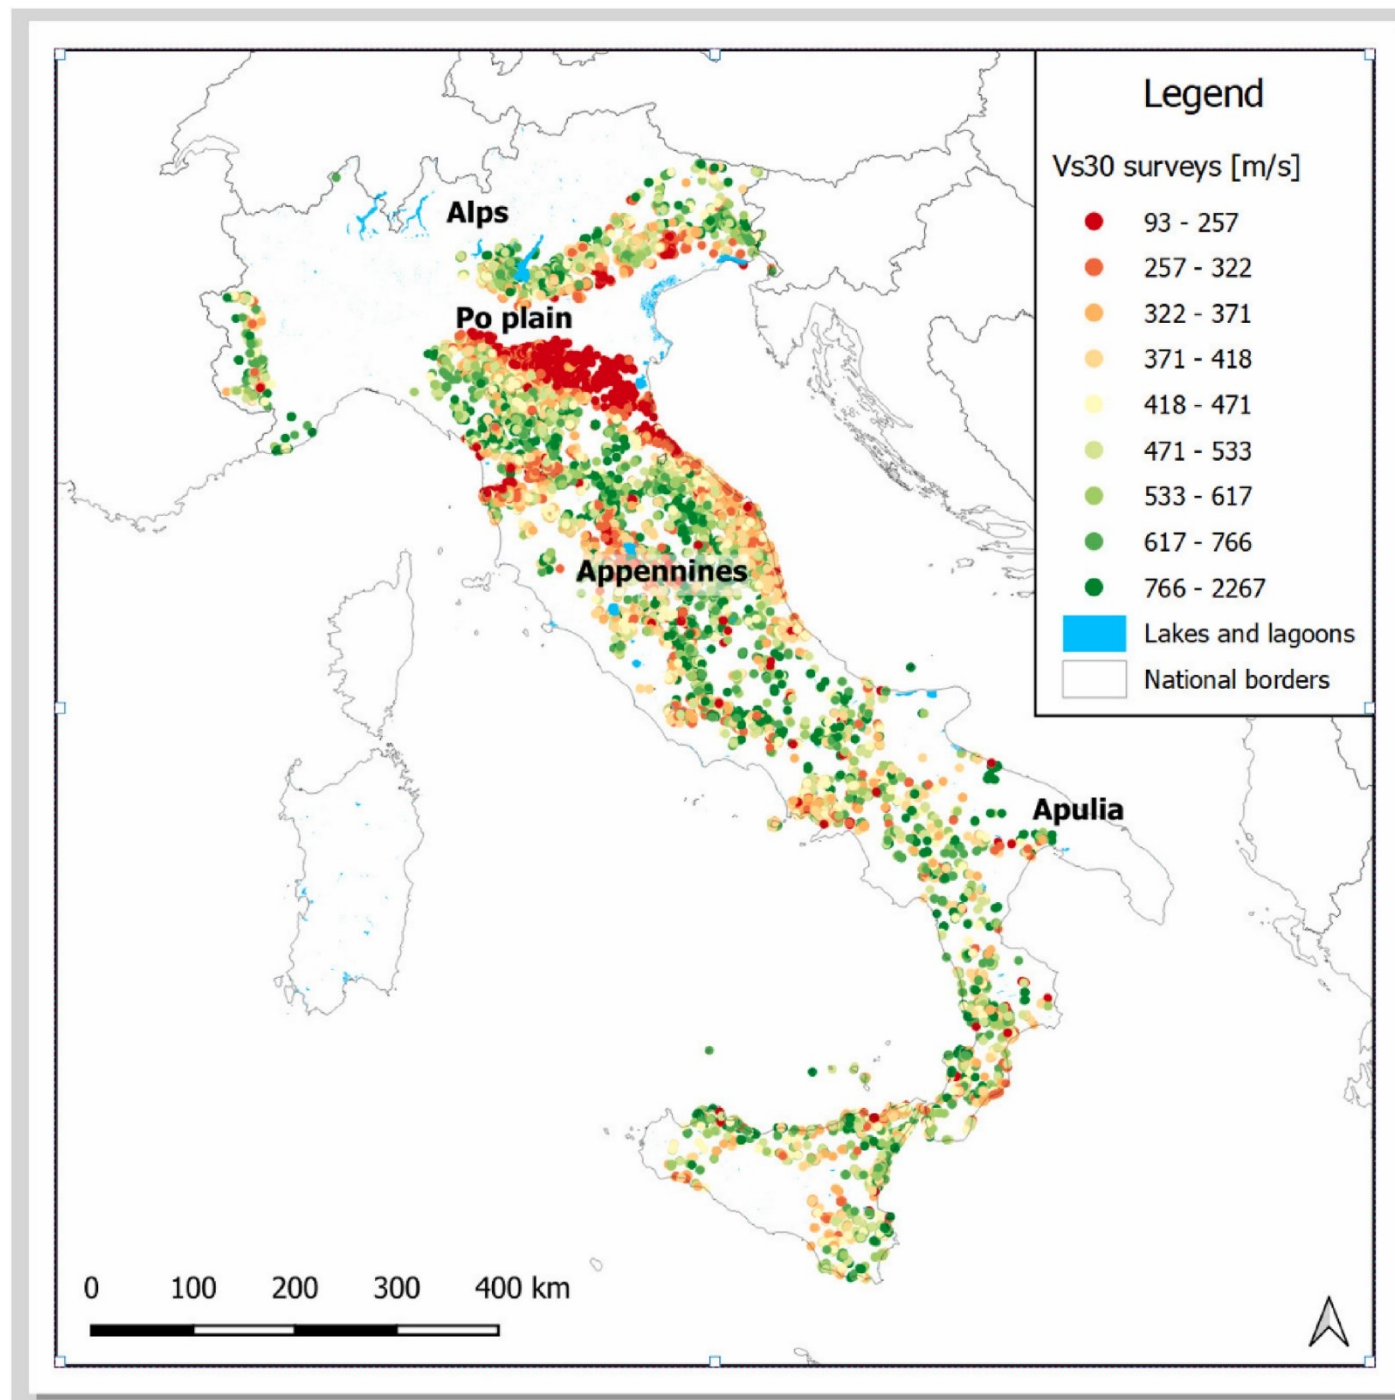 Legend
Vs30 surveys [m/s]
93 - 257
257 - 322
322 - 371
371 - 418
418 - 471
471 - 533
533 - 617
617 - 766
766 - 2267
Lakes and lagoons
National borders
Alps
Po plain
Appennines
Apulia
0 100 200 300 400 km